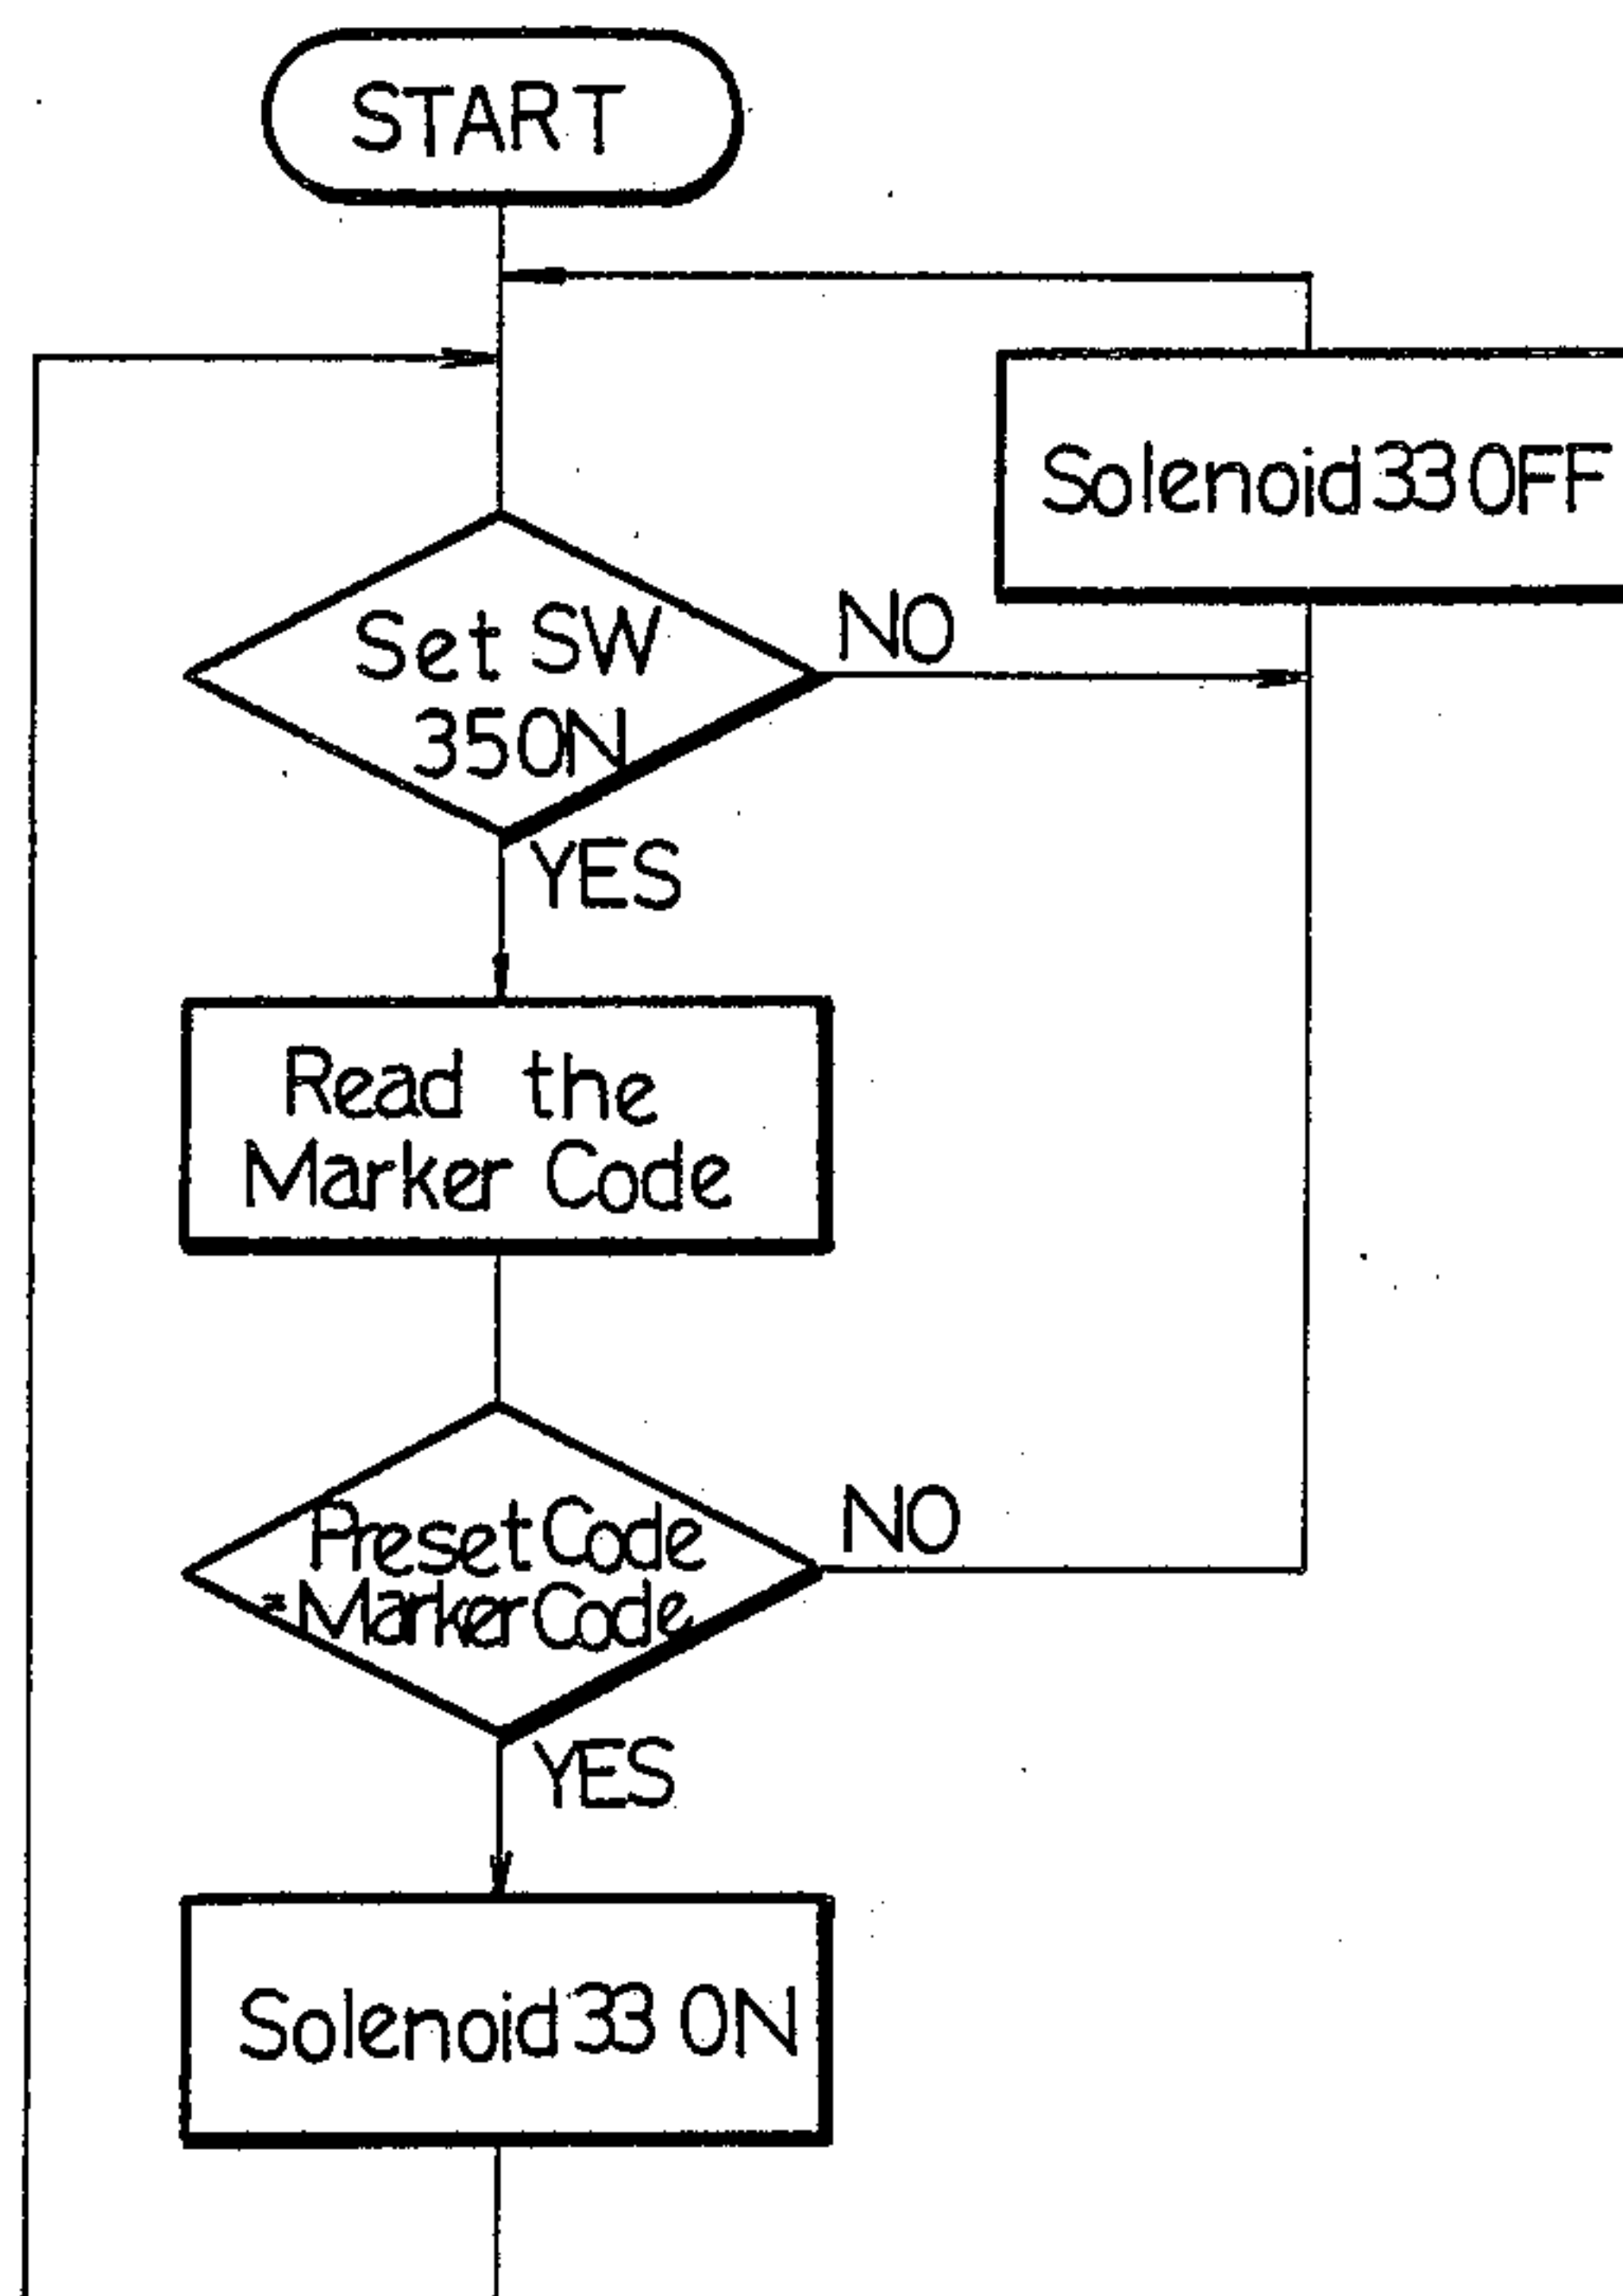 START
Solenoid 33 OFF
Set SW
35 ON
NO
YES
Read the
Marker Code
Preset Code
=Marker Code
NO
YES
Solenoid 33 ON